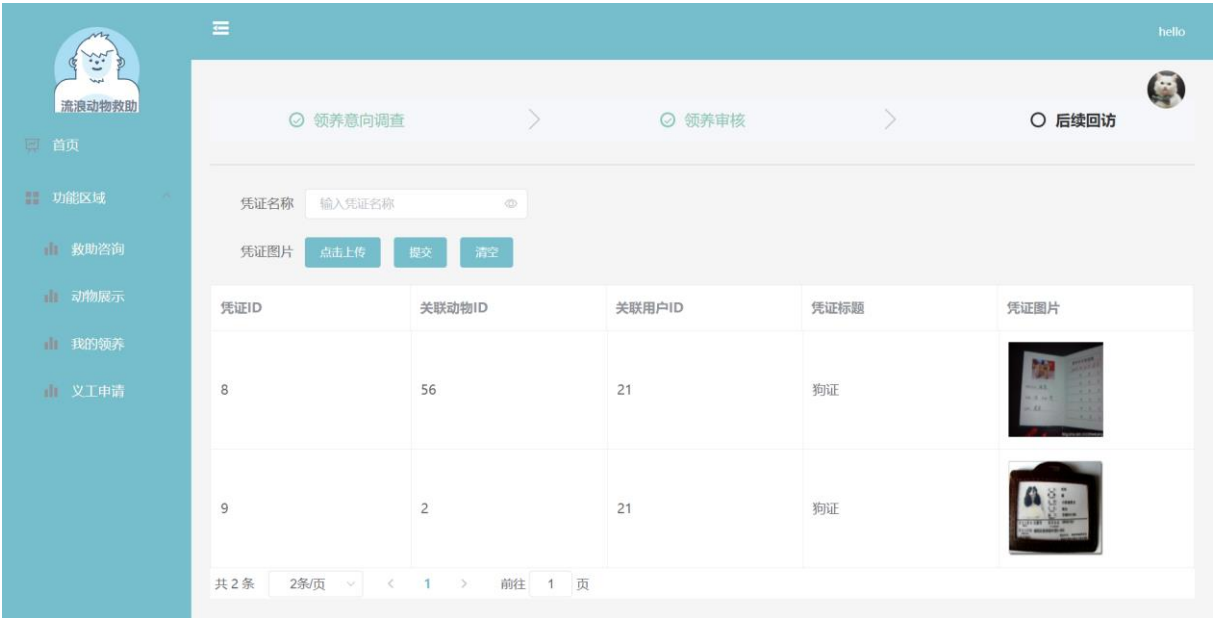 hello
流浪动物救助
首页
功能区域
救助咨询
动物展示
我的领养
义工申请
领养意向调查
领养审核
后续回访
凭证名称 输入凭证名称
凭证图片 点击上传 提交 清空
凭证ID 关联动物ID 关联用户ID 凭证标题 凭证图片
8 56 21 狗证
9 2 21 狗证
共 2 条 2条/页 1 前往 1 页